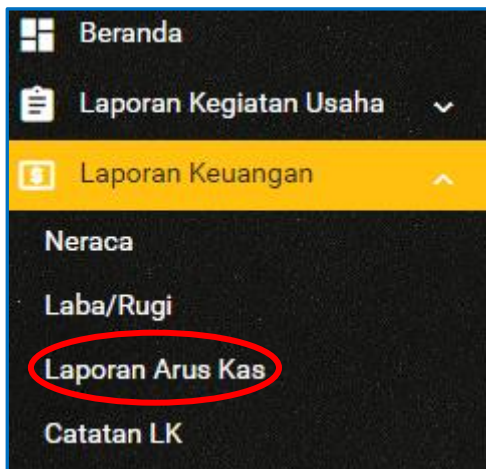 Beranda
Laporan Kegiatan Usaha
Laporan Keuangan
Neraca
Laba/Rugi
Laporan Arus Kas
Catatan LK